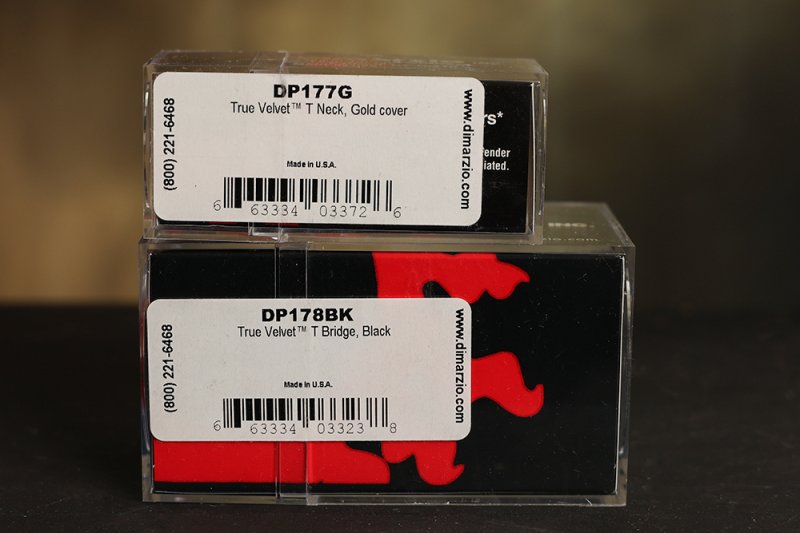 DP177G
True Velvet™ T Neck, Gold cover
(800) 221-6468
www.dimarzio.com
Made in U.S.A.
6 63334 03372 6
rs*
ender
iated.
INC.
DP178BK
True Velvet™ T Bridge, Black
(800) 221-6468
www.dimarzio.com
Made in U.S.A.
6 63334 03323 8